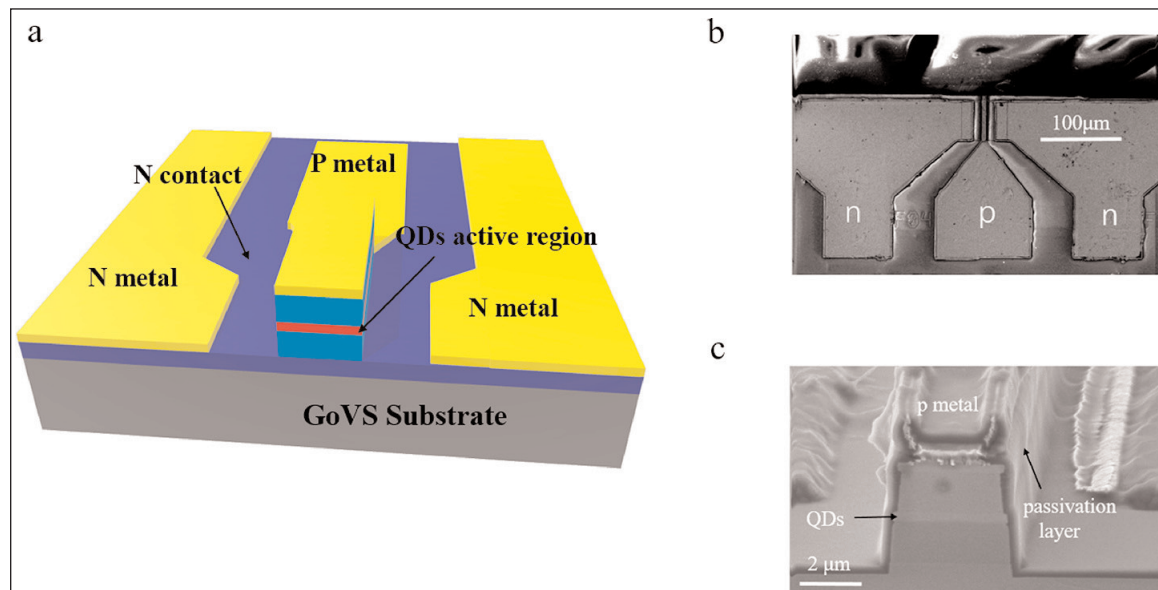 a
N contact
P metal
QDs active region
N metal
N metal
GoVS Substrate
b
100μm
n
p
n
c
p metal
QDs
passivation
layer
2 μm